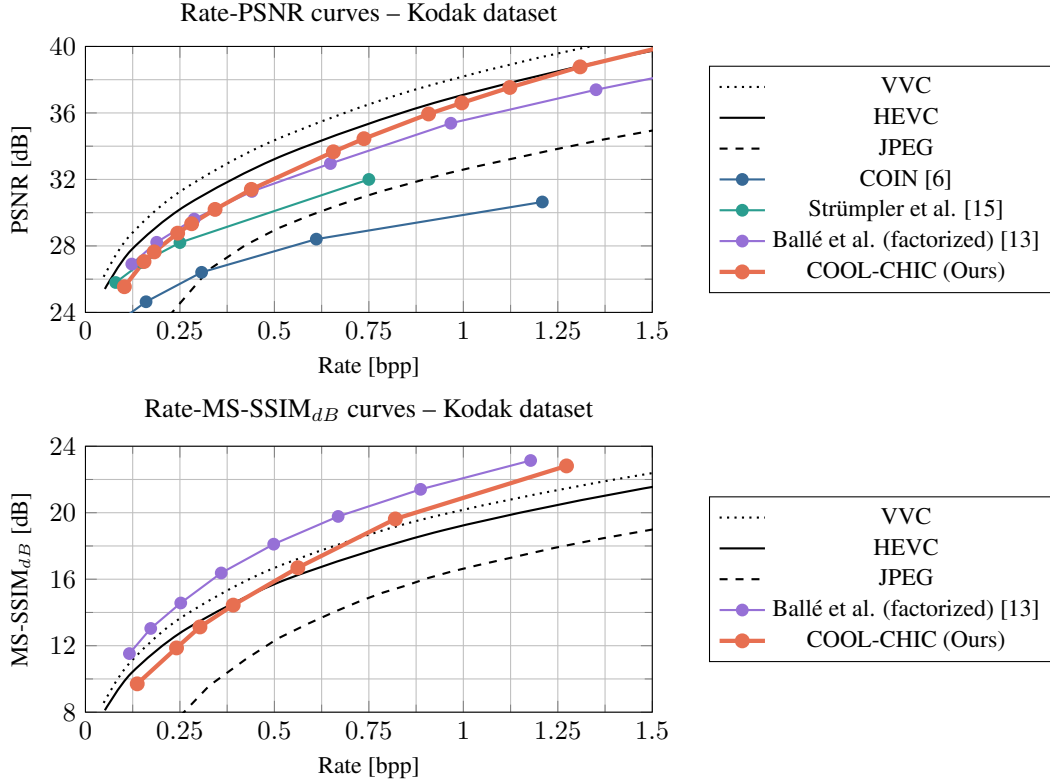 Rate-PSNR curves – Kodak dataset
PSNR [dB]
40
36
32
28
24
0
0.25
0.5
0.75
1
1.25
1.5
Rate [bpp]
VVC
HEVC
JPEG
COIN [6]
Strümpler et al. [15]
Ballé et al. (factorized) [13]
COOL-CHIC (Ours)
Rate-MS-SSIM_{dB} curves – Kodak dataset
MS-SSIM_{dB} [dB]
24
20
16
12
8
0
0.25
0.5
0.75
1
1.25
1.5
Rate [bpp]
VVC
HEVC
JPEG
Ballé et al. (factorized) [13]
COOL-CHIC (Ours)